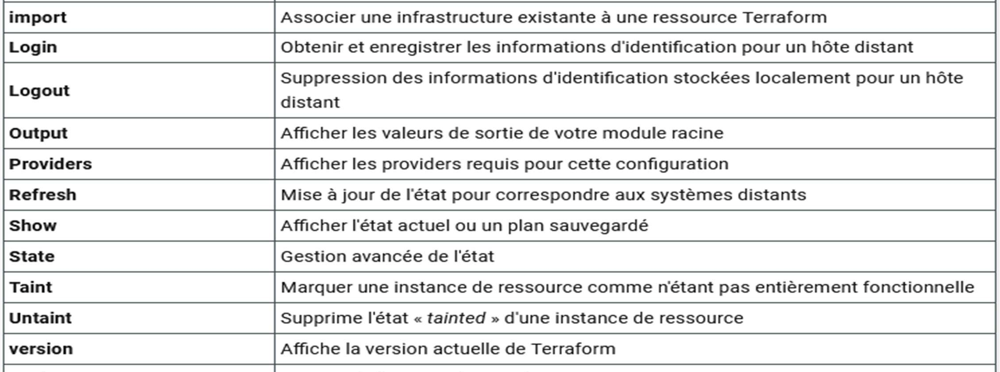 import
Associer une infrastructure existante à une ressource Terraform
Login
Obtenir et enregistrer les informations d'identification pour un hôte distant
Logout
Suppression des informations d'identification stockées localement pour un hôte
distant
Output
Afficher les valeurs de sortie de votre module racine
Providers
Afficher les providers requis pour cette configuration
Refresh
Mise à jour de l'état pour correspondre aux systèmes distants
Show
Afficher l'état actuel ou un plan sauvegardé
State
Gestion avancée de l'état
Taint
Marquer une instance de ressource comme n'étant pas entièrement fonctionnelle
Untaint
Supprime l'état « tainted » d'une instance de ressource
version
Affiche la version actuelle de Terraform